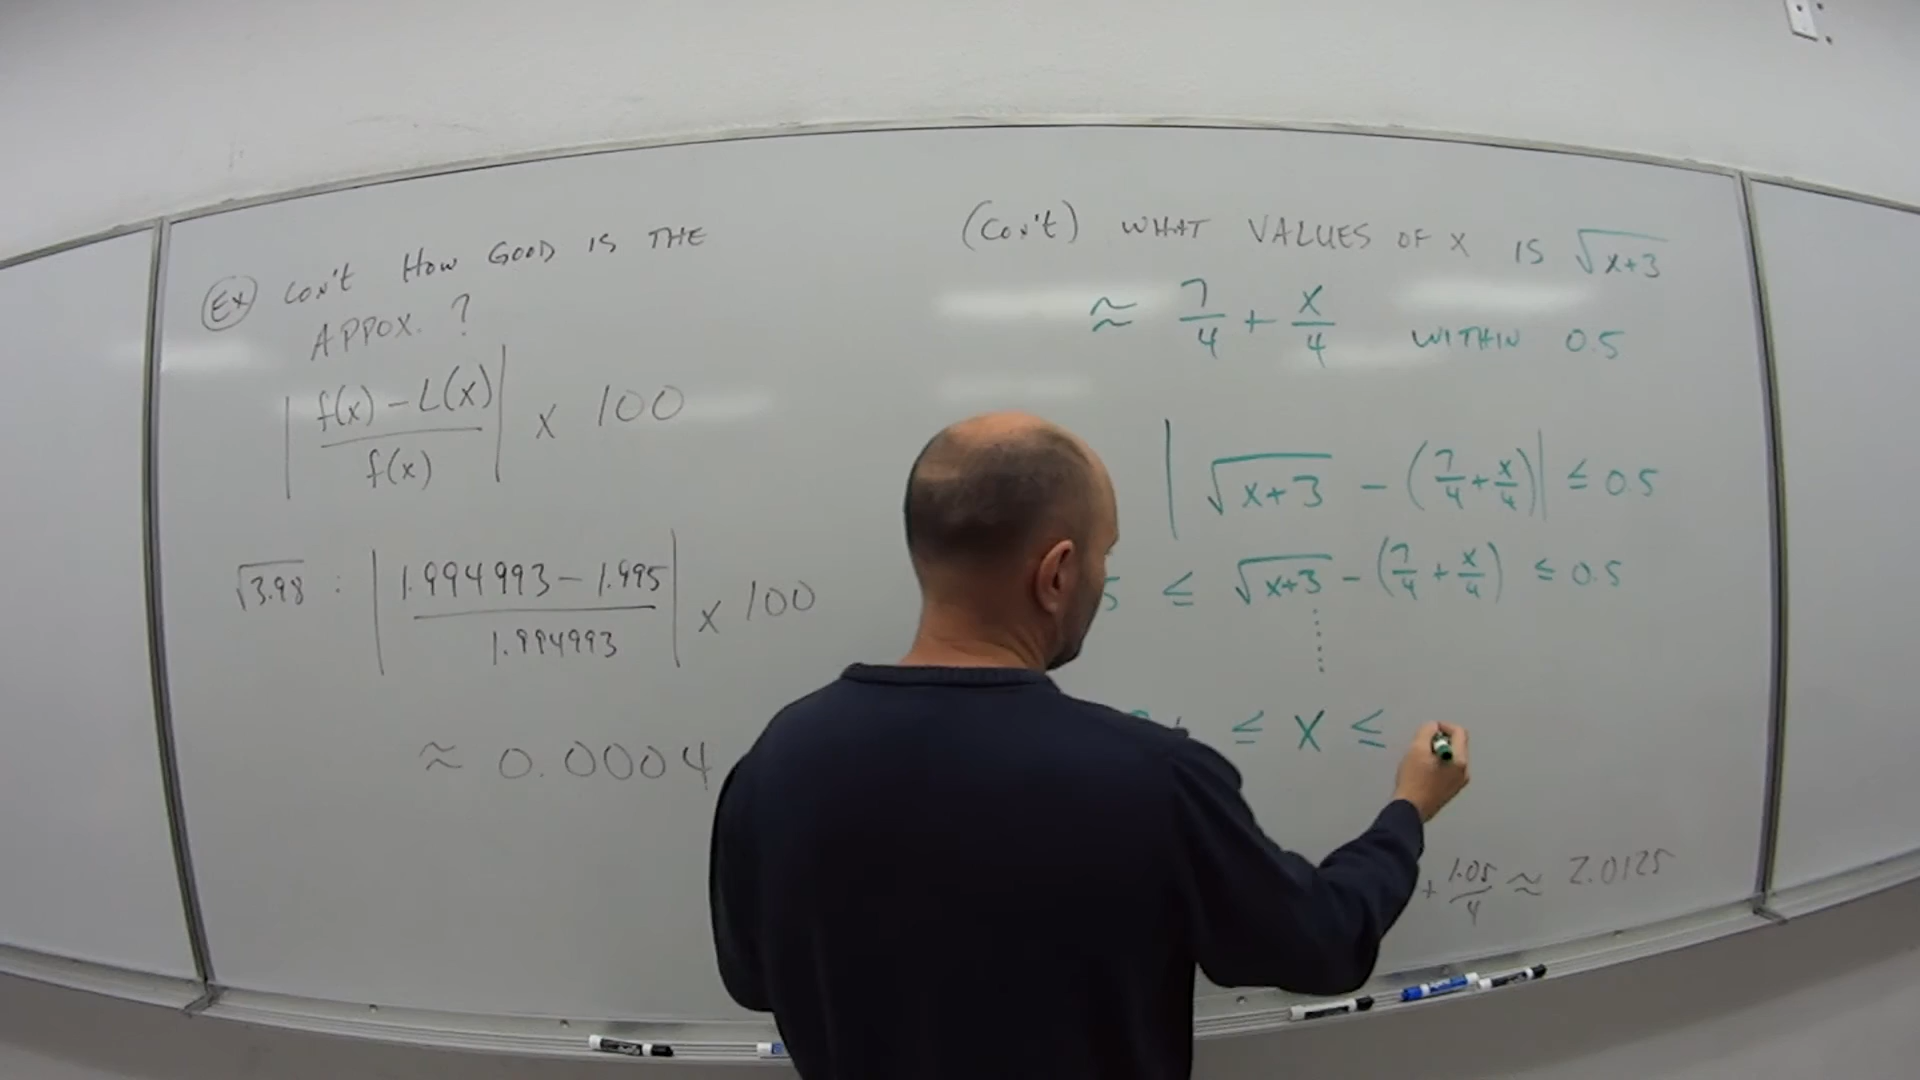 (Ex) Con't How GOOD IS THE
APPOX. ?
| f(x) - L(x) / f(x) | x 100
√3.98 : | 1.994993 - 1.995 / 1.994993 | x 100
≈ 0.0004
(Con't) WHAT VALUES OF X IS √x+3
≈ 7/4 + x/4 WITHIN 0.5
| √x+3 - (7/4 + x/4) | ≤ 0.5
5 ≤ √x+3 - (7/4 + x/4) ≤ 0.5
≤ X ≤
+ 1.05/4 ≈ 2.0125